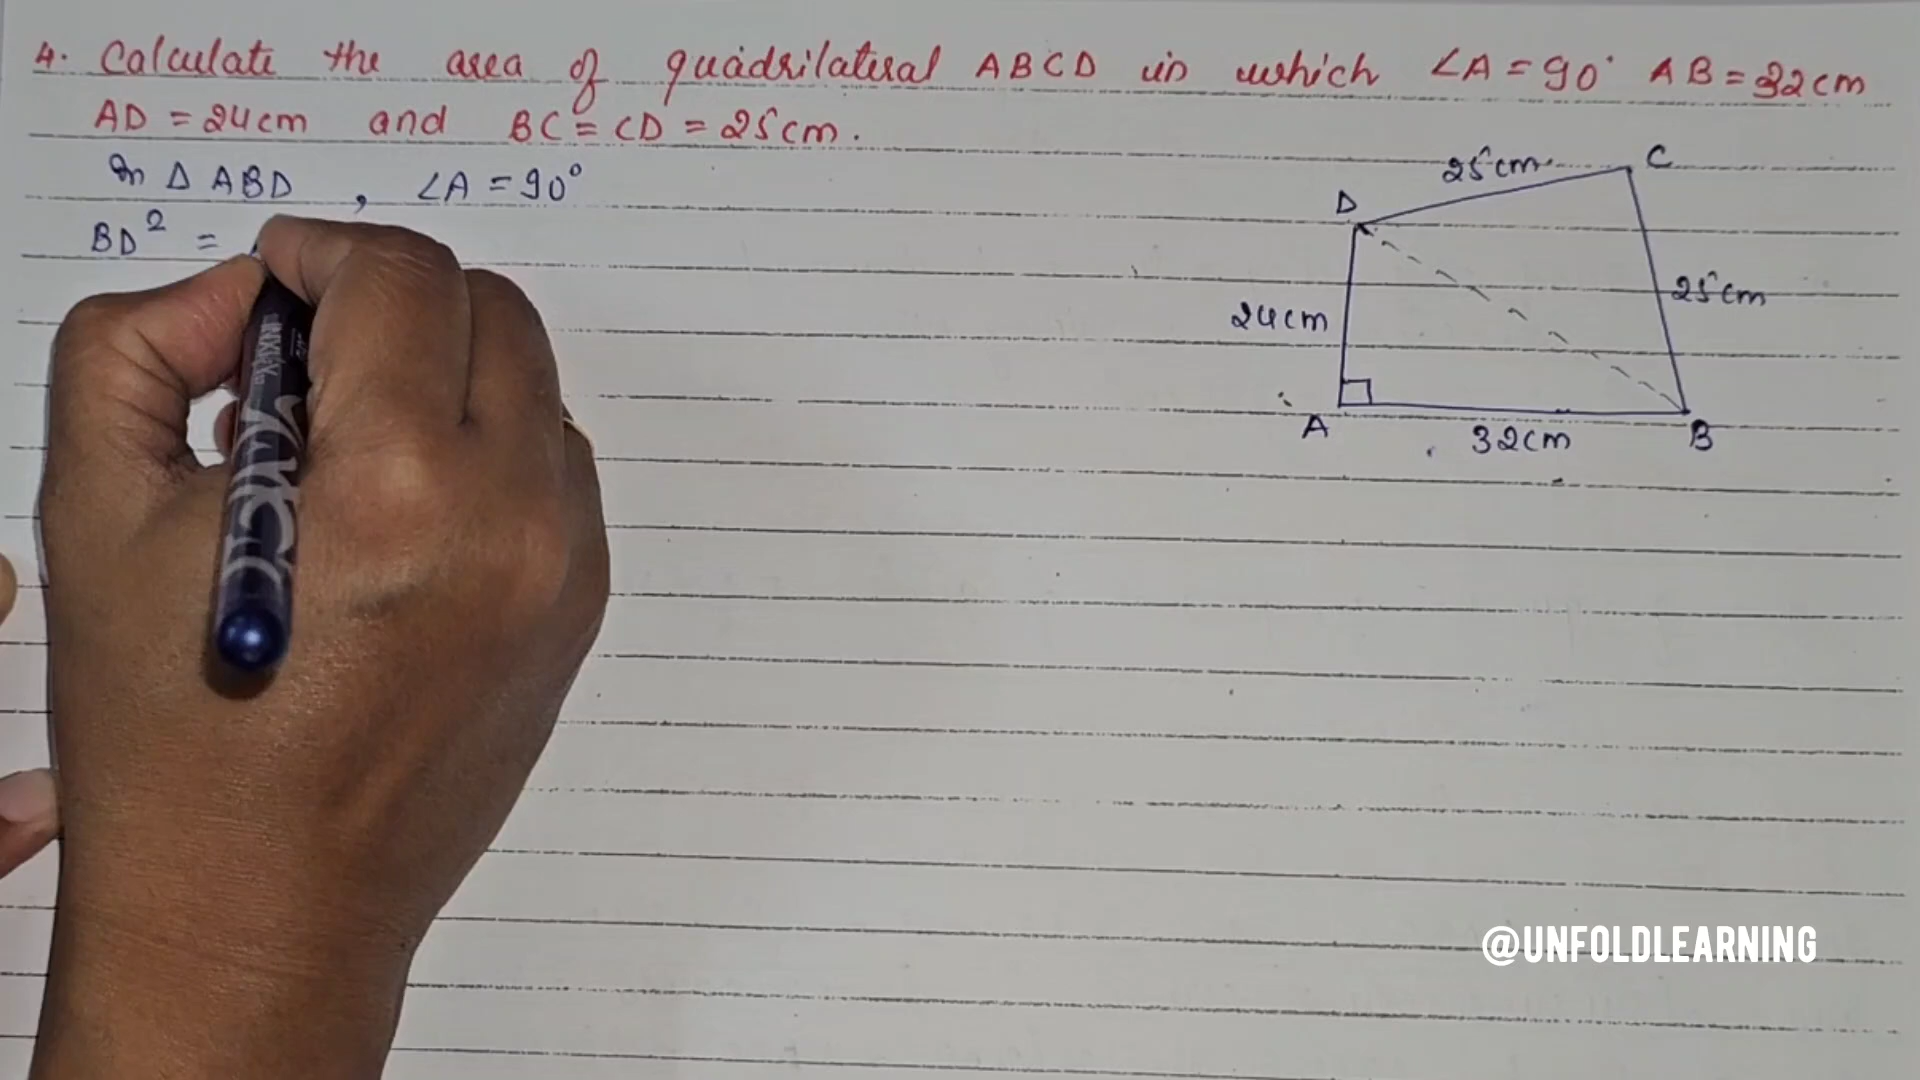 4. Calculate the area of quadrilateral ABCD in which ∠A = 90° AB = 32cm
AD = 24cm and BC = CD = 25cm.
In Δ ABD , ∠A = 90°
BD² =
25cm
C
D
25cm
24cm
A
32cm
B
@UNFOLDLEARNING